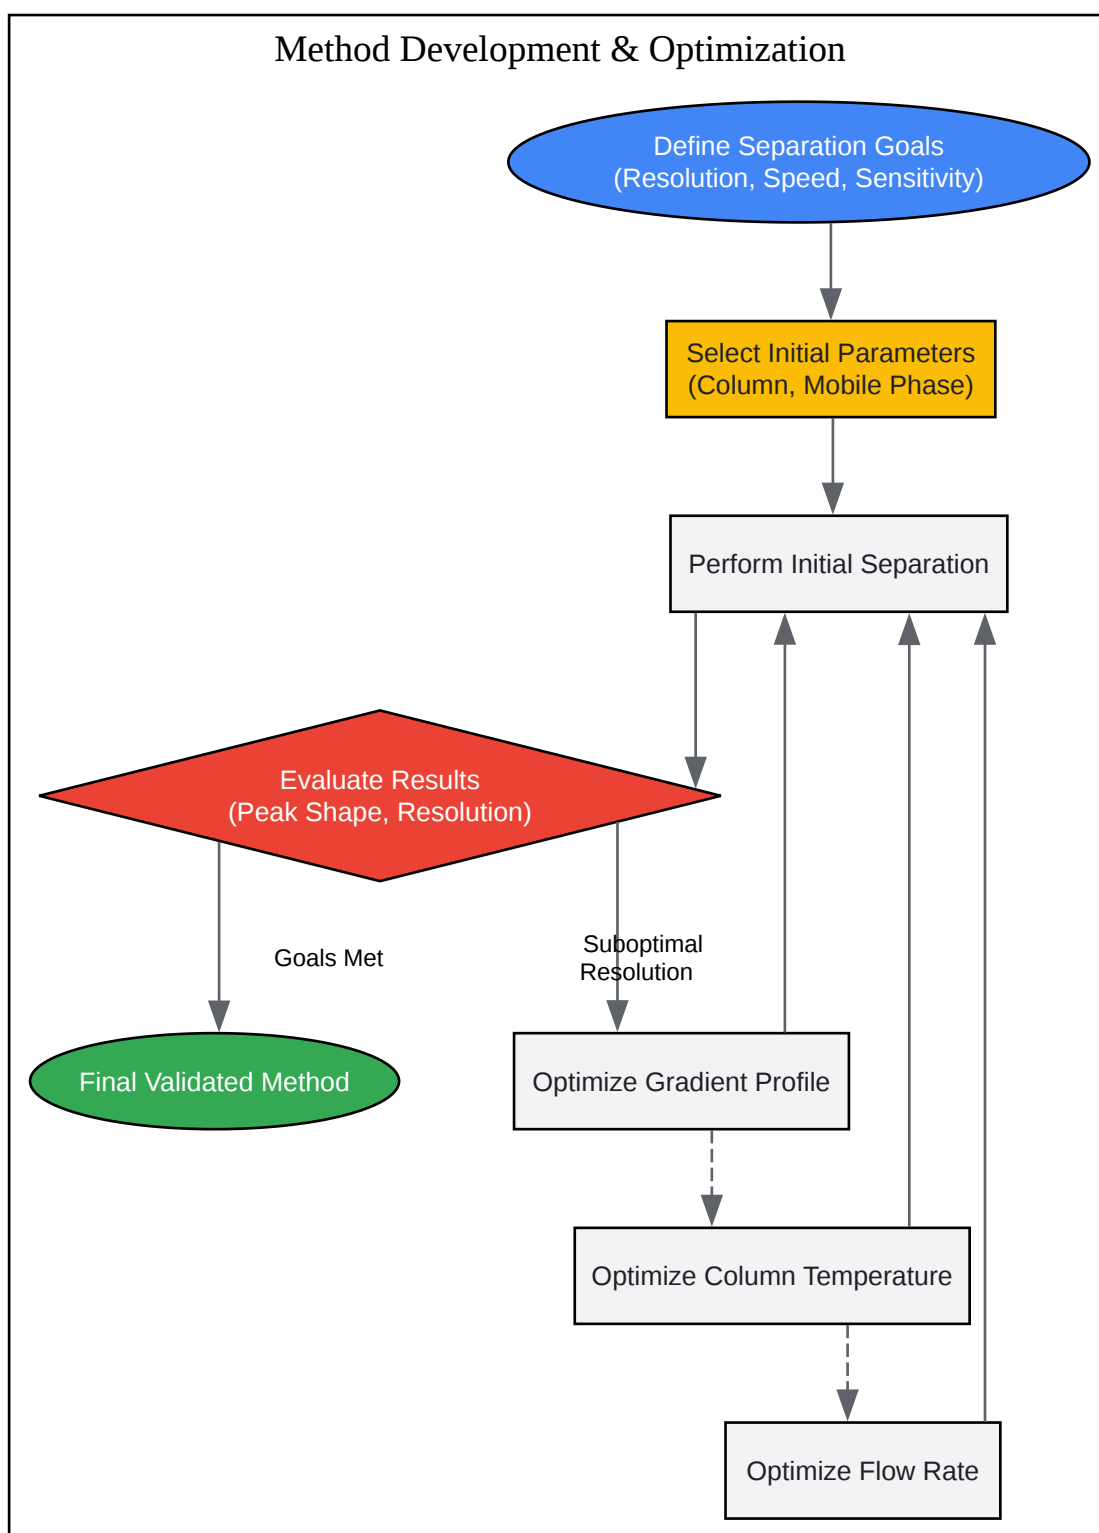 Method Development & Optimization
Define Separation Goals
(Resolution, Speed, Sensitivity)
Select Initial Parameters
(Column, Mobile Phase)
Perform Initial Separation
Evaluate Results
(Peak Shape, Resolution)
Goals Met
Suboptimal
Resolution
Final Validated Method
Optimize Gradient Profile
Optimize Column Temperature
Optimize Flow Rate